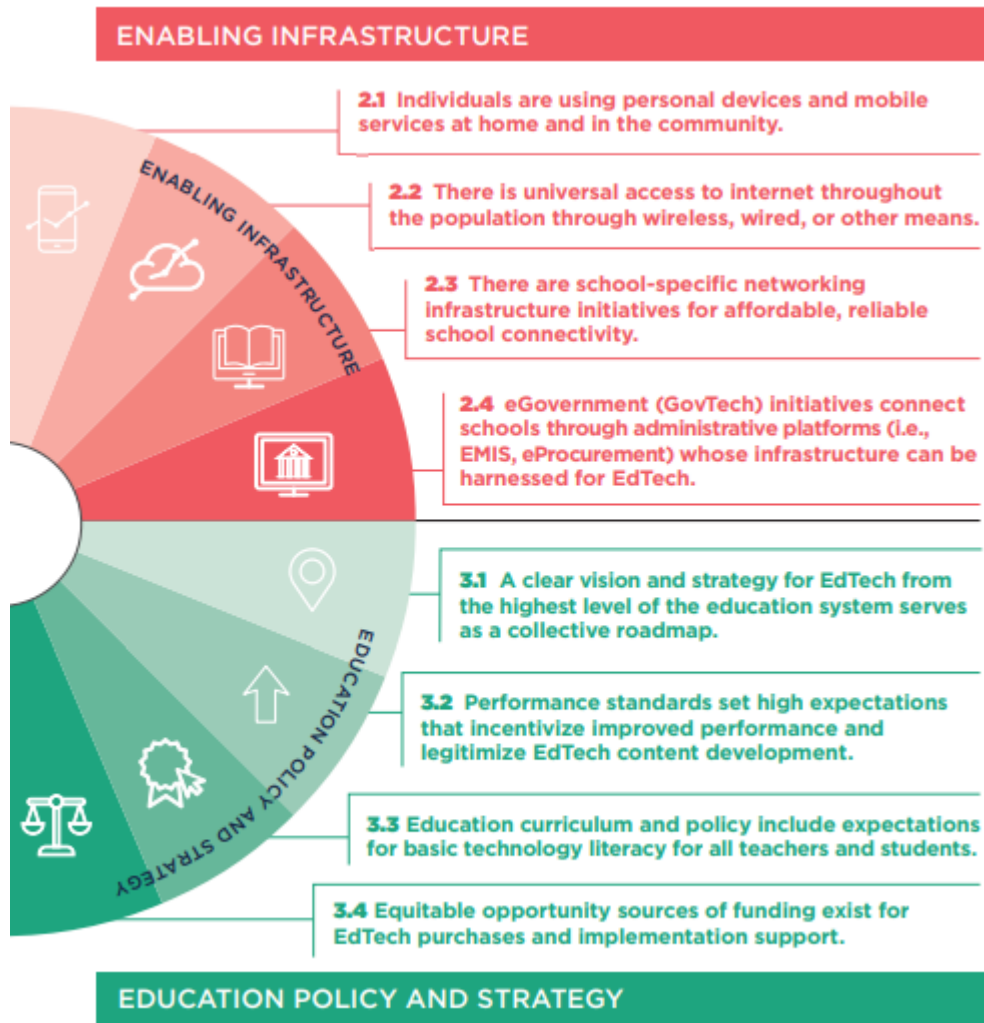 ENABLING INFRASTRUCTURE
2.1 Individuals are using personal devices and mobile
services at home and in the community.
ENABLING INFRASTRUCTURE
2.2 There is universal access to internet throughout
the population through wireless, wired, or other means.
2.3 There are school-specific networking
infrastructure initiatives for affordable, reliable
school connectivity.
2.4 eGovernment (GovTech) initiatives connect
schools through administrative platforms (i.e.,
EMIS, eProcurement) whose infrastructure can be
harnessed for EdTech.
3.1 A clear vision and strategy for EdTech from
the highest level of the education system serves
as a collective roadmap.
EDUCATION POLICY AND STRATEGY
3.2 Performance standards set high expectations
that incentivize improved performance and
legitimize EdTech content development.
3.3 Education curriculum and policy include expectations
for basic technology literacy for all teachers and students.
3.4 Equitable opportunity sources of funding exist for
EdTech purchases and implementation support.
EDUCATION POLICY AND STRATEGY